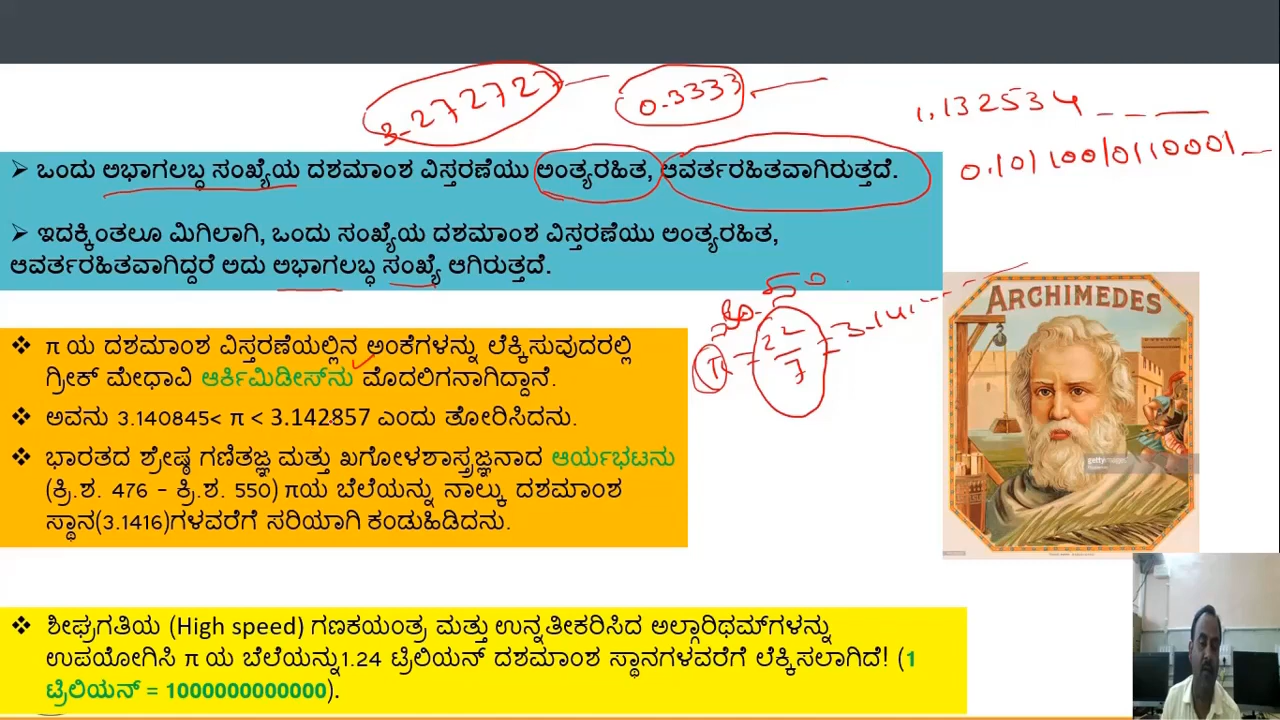 3.272727
0.3333
1.132534
0.10110010110001
➢ ಒಂದು ಅಭಾಗಲಬ್ಧ ಸಂಖ್ಯೆಯ ದಶಮಾಂಶ ವಿಸ್ತರಣೆಯು ಅಂತ್ಯರಹಿತ, ಆವರ್ತರಹಿತವಾಗಿರುತ್ತದೆ.
➢ ಇದಕ್ಕಿಂತಲೂ ಮಿಗಿಲಾಗಿ, ಒಂದು ಸಂಖ್ಯೆಯ ದಶಮಾಂಶ ವಿಸ್ತರಣೆಯು ಅಂತ್ಯರಹಿತ,
ಆವರ್ತರಹಿತವಾಗಿದ್ದರೆ ಅದು ಅಭಾಗಲಬ್ಧ ಸಂಖ್ಯೆ ಆಗಿರುತ್ತದೆ.
π = 22/7 = 3.141
ARCHIMEDES
❖ π ಯ ದಶಮಾಂಶ ವಿಸ್ತರಣೆಯಲ್ಲಿನ ಅಂಕೆಗಳನ್ನು ಲೆಕ್ಕಿಸುವುದರಲ್ಲಿ
ಗ್ರೀಕ್ ಮೇಧಾವಿ ಆರ್ಕಿಮಿಡೀಸ್‌ನು ಮೊದಲಿಗನಾಗಿದ್ದಾನೆ.
❖ ಅವನು 3.140845< π < 3.142857 ಎಂದು ತೋರಿಸಿದನು.
❖ ಭಾರತದ ಶ್ರೇಷ್ಠ ಗಣಿತಜ್ಞ ಮತ್ತು ಖಗೋಳಶಾಸ್ತ್ರಜ್ಞನಾದ ಆರ್ಯಭಟನು
(ಕ್ರಿ.ಶ. 476 – ಕ್ರಿ.ಶ. 550) πಯ ಬೆಲೆಯನ್ನು ನಾಲ್ಕು ದಶಮಾಂಶ
ಸ್ಥಾನ(3.1416)ಗಳವರೆಗೆ ಸರಿಯಾಗಿ ಕಂಡುಹಿಡಿದನು.
gettyimages
❖ ಶೀಘ್ರಗತಿಯ (High speed) ಗಣಕಯಂತ್ರ ಮತ್ತು ಉನ್ನತೀಕರಿಸಿದ ಅಲ್ಗಾರಿಥಮ್‌ಗಳನ್ನು
ಉಪಯೋಗಿಸಿ π ಯ ಬೆಲೆಯನ್ನು1.24 ಟ್ರಿಲಿಯನ್ ದಶಮಾಂಶ ಸ್ಥಾನಗಳವರೆಗೆ ಲೆಕ್ಕಿಸಲಾಗಿದೆ! (1
ಟ್ರಿಲಿಯನ್ = 1000000000000).